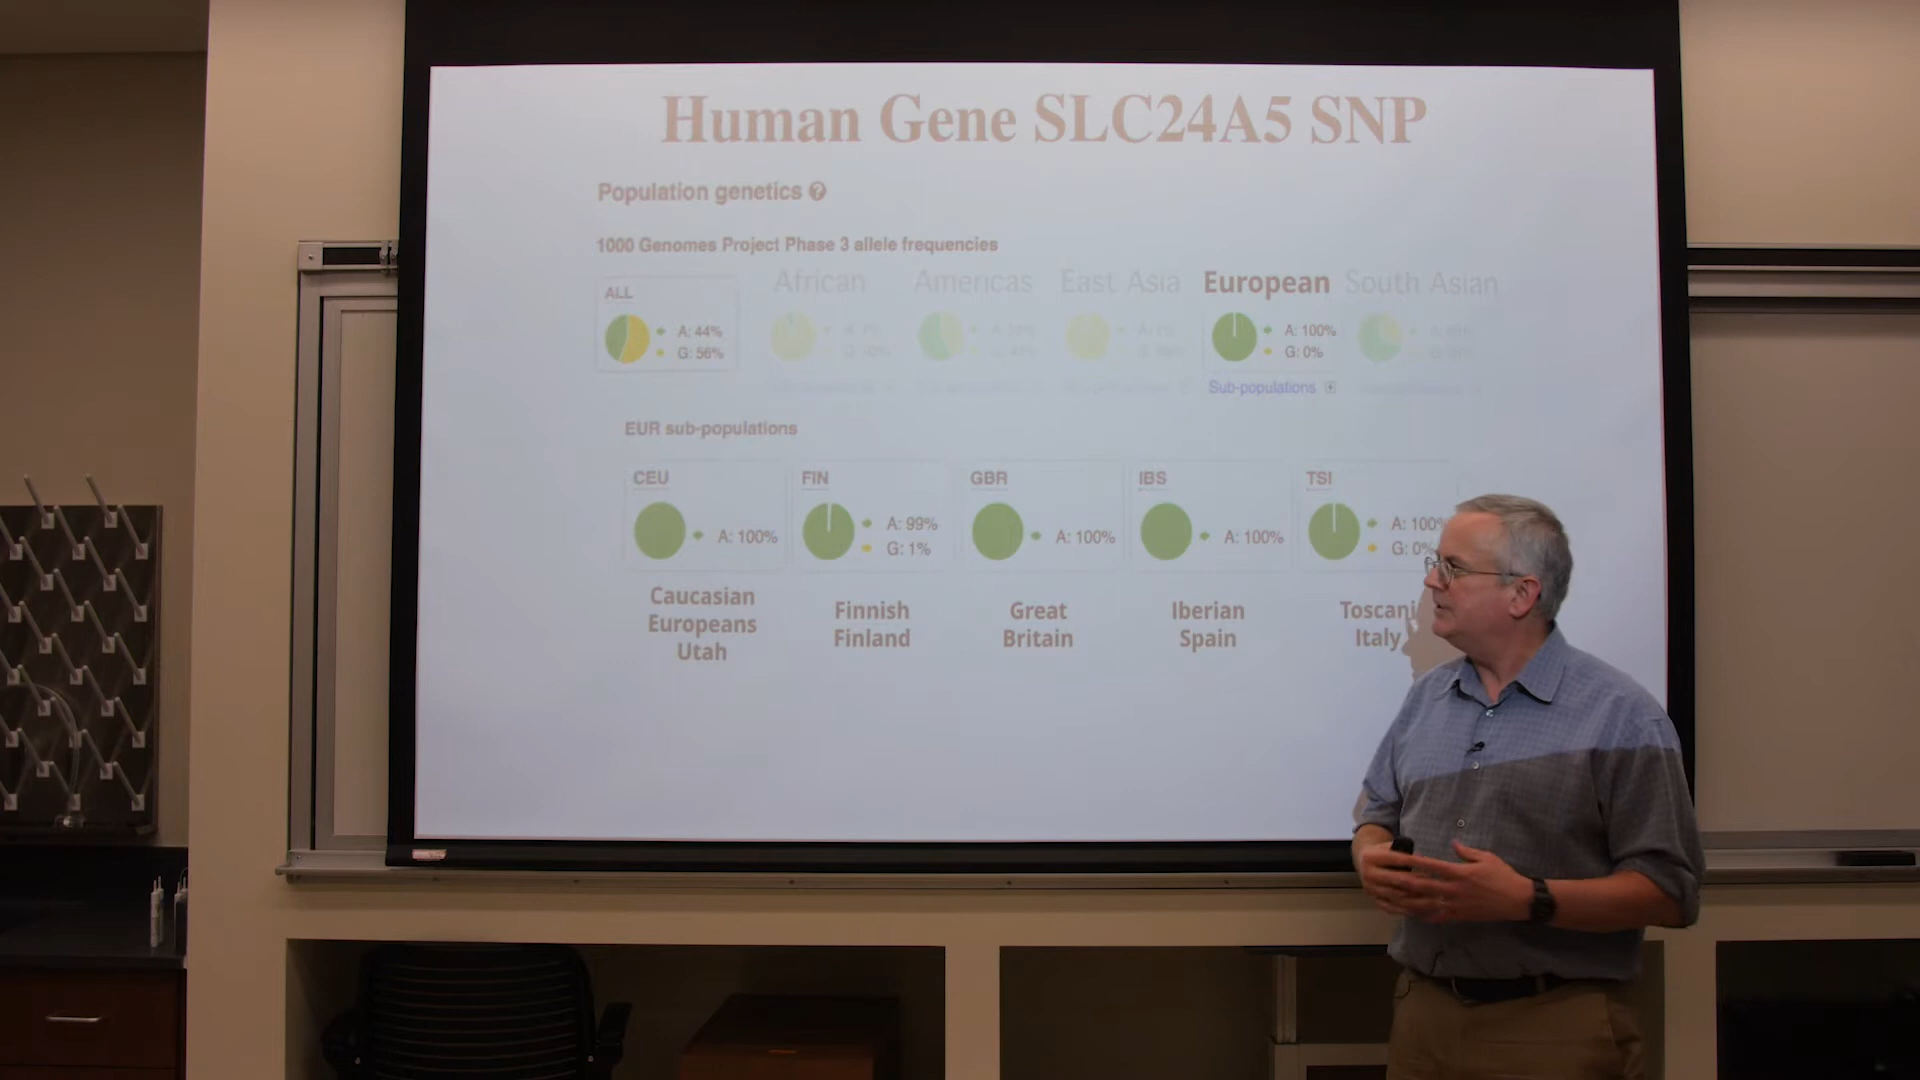 Human Gene SLC24A5 SNP
Population genetics ?
1000 Genomes Project Phase 3 allele frequencies
African Americas East Asia European South Asian
ALL
A: 44%
G: 56%
A: 100%
G: 0%
Sub-populations
EUR sub-populations
CEU
A: 100%
FIN
A: 99%
G: 1%
GBR
A: 100%
IBS
A: 100%
TSI
A: 100%
G: 0%
Caucasian
Europeans
Utah
Finnish
Finland
Great
Britain
Iberian
Spain
Toscani
Italy